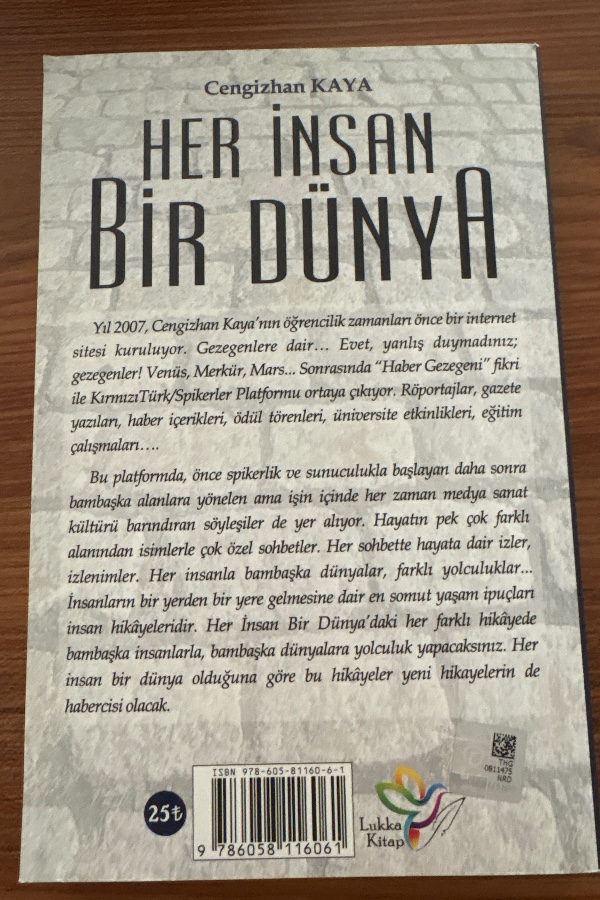 Cengizhan KAYA
HER İNSAN
BİR DÜNYA
Yıl 2007, Cengizhan Kaya'nın öğrencilik zamanları önce bir internet
sitesi kuruluyor. Gezegenlere dair… Evet, yanlış duymadınız;
gezegenler! Venüs, Merkür, Mars... Sonrasında "Haber Gezegeni" fikri
ile KırmızıTürk/Spikerler Platformu ortaya çıkıyor. Röportajlar, gazete
yazıları, haber içerikleri, ödül törenleri, üniversite etkinlikleri, eğitim
çalışmaları….
Bu platformda, önce spikerlik ve sunuculukla başlayan daha sonra
bambaşka alanlara yönelen ama işin içinde her zaman medya sanat
kültürü barındıran söyleşiler de yer alıyor. Hayatın pek çok farklı
alanından isimlerle çok özel sohbetler. Her sohbette hayata dair izler,
izlenimler. Her insanla bambaşka dünyalar, farklı yolculuklar...
İnsanların bir yerden bir yere gelmesine dair en somut yaşam ipuçları
insan hikâyeleridir. Her İnsan Bir Dünya'daki her farklı hikâyede
bambaşka insanlarla, bambaşka dünyalara yolculuk yapacaksınız. Her
insan bir dünya olduğuna göre bu hikâyeler yeni hikayelerin de
habercisi olacak.
THG
0811475
NRD
ISBN 978-605-81160-6-1
25₺
9 786058 116061
Lukka
Kitap